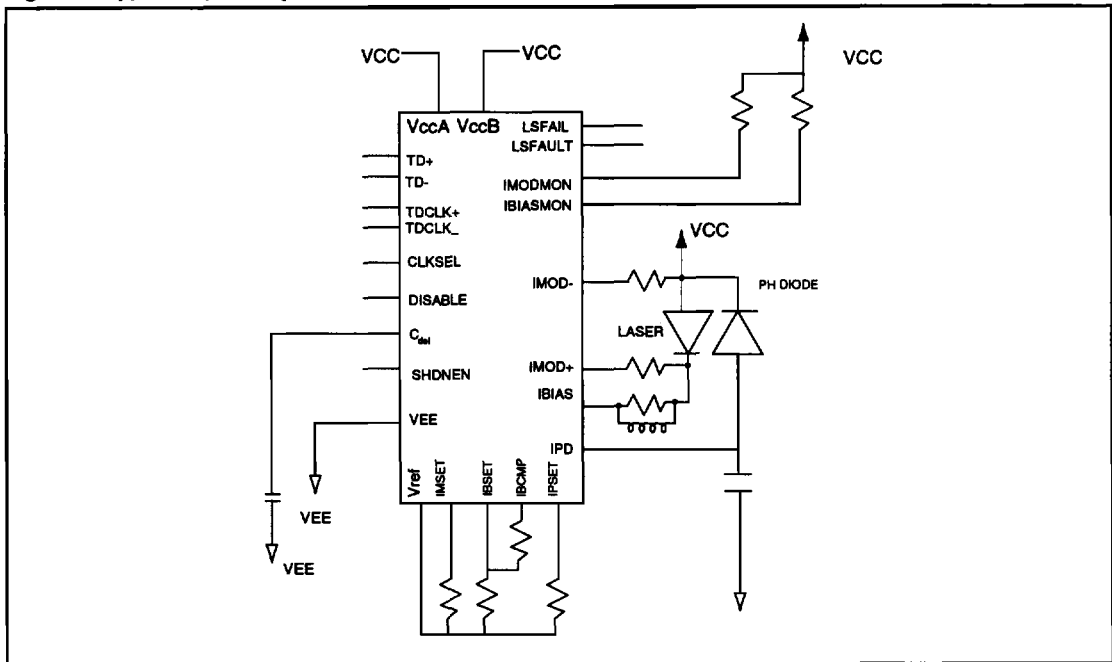 VCC
VCC
VCC
VccA VccB
LSFAIL
LSFAULT
TD+
TD-
IMODMON
IBIASMON
TDCLK+
TDCLK_
VCC
CLKSEL
IMOD-
PH DIODE
DISABLE
LASER
Cdel
IMOD+
SHDNEN
IBIAS
VEE
IPD
Vref
IMSET
IBSET
IBCMP
IPSET
VEE
VEE